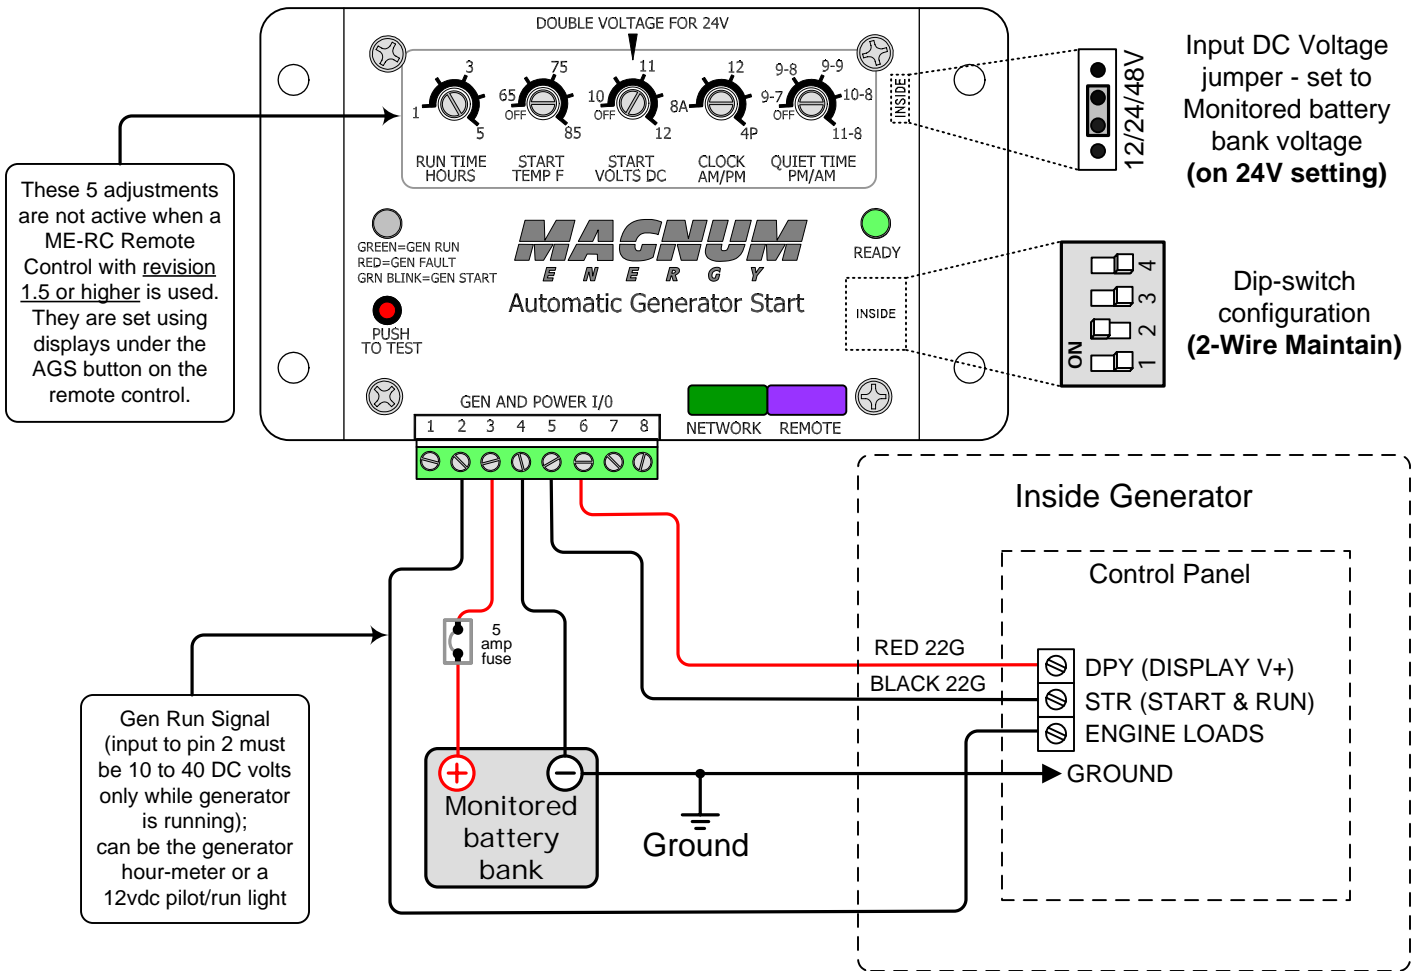 DOUBLE VOLTAGE FOR 24V
3
1
5
RUN TIME
HOURS
75
65
OFF
85
START
TEMP F
11
10
OFF
12
START
VOLTS DC
12
8A
4P
CLOCK
AM/PM
9-8
9-9
9-7
10-8
OFF
11-8
QUIET TIME
PM/AM
INSIDE
12/24/48V
Input DC Voltage
jumper - set to
Monitored battery
bank voltage
(on 24V setting)
These 5 adjustments
are not active when a
ME-RC Remote
Control with revision
1.5 or higher is used.
They are set using
displays under the
AGS button on the
remote control.
GREEN=GEN RUN
RED=GEN FAULT
GRN BLINK=GEN START
PUSH
TO TEST
MAGNUM
ENERGY
Automatic Generator Start
READY
INSIDE
ON
4
3
2
1
Dip-switch
configuration
(2-Wire Maintain)
GEN AND POWER I/0
1 2 3 4 5 6 7 8
NETWORK
REMOTE
Inside Generator
Control Panel
5
amp
fuse
RED 22G
BLACK 22G
DPY (DISPLAY V+)
STR (START & RUN)
ENGINE LOADS
GROUND
Gen Run Signal
(input to pin 2 must
be 10 to 40 DC volts
only while generator
is running);
can be the generator
hour-meter or a
12vdc pilot/run light
+
−
Monitored
battery
bank
Ground